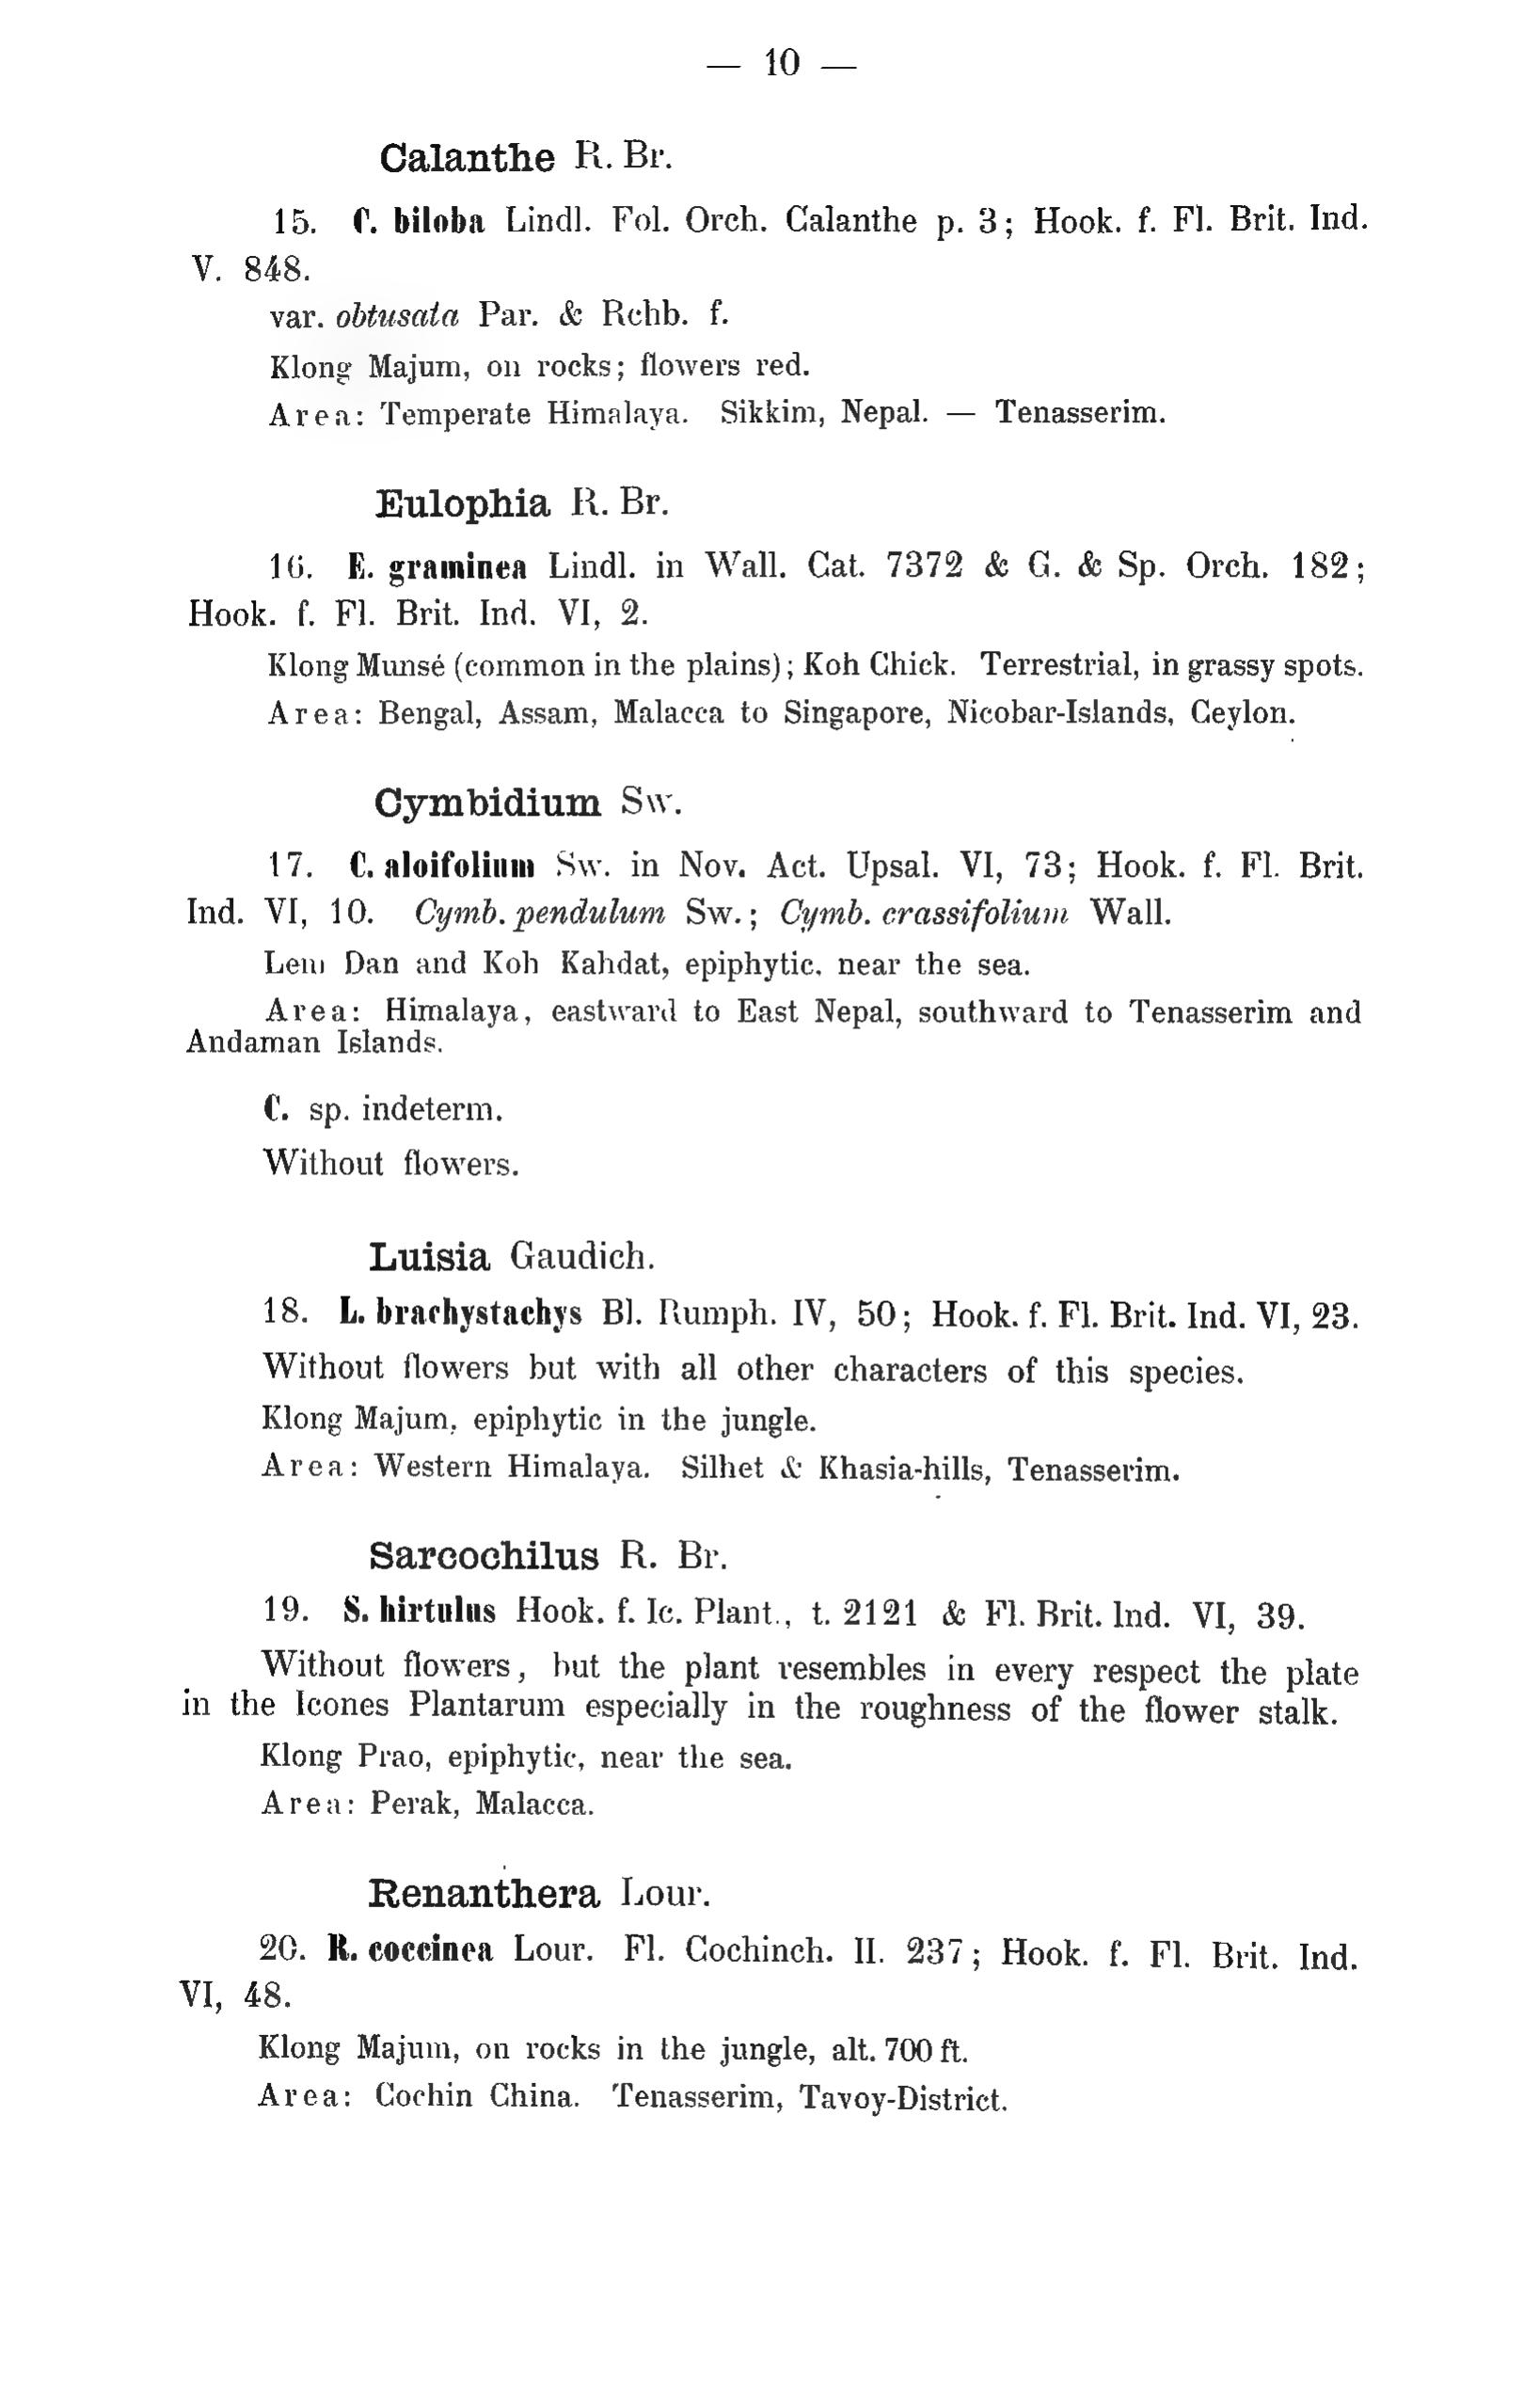 — 10 —
Calanthe R. Br.
15. C. biloba Lindl. Fol. Orch. Calanthe p. 3; Hook. f. Fl. Brit. Ind.
V. 848.
var. obtusata Par. & Rchb. f.
Klong Majum, on rocks; flowers red.
Area: Temperate Himalaya. Sikkim, Nepal. — Tenasserim.
Eulophia R. Br.
16. E. graminea Lindl. in Wall. Cat. 7372 & G. & Sp. Orch. 182;
Hook. f. Fl. Brit. Ind. VI, 2.
Klong Munsé (common in the plains); Koh Chick. Terrestrial, in grassy spots.
Area: Bengal, Assam, Malacca to Singapore, Nicobar-Islands, Ceylon.
Cymbidium Sw.
17. C. aloifolium Sw. in Nov. Act. Upsal. VI, 73; Hook. f. Fl. Brit.
Ind. VI, 10. Cymb. pendulum Sw.; Cymb. crassifolium Wall.
Lem Dan and Koh Kahdat, epiphytic, near the sea.
Area: Himalaya, eastward to East Nepal, southward to Tenasserim and
Andaman Islands.
C. sp. indeterm.
Without flowers.
Luisia Gaudich.
18. L. brachystachys Bl. Rumph. IV, 50; Hook. f. Fl. Brit. Ind. VI, 23.
Without flowers but with all other characters of this species.
Klong Majum, epiphytic in the jungle.
Area: Western Himalaya. Silhet & Khasia-hills, Tenasserim.
Sarcochilus R. Br.
19. S. hirtulus Hook. f. Ic. Plant., t. 2121 & Fl. Brit. Ind. VI, 39.
Without flowers, but the plant resembles in every respect the plate
in the Icones Plantarum especially in the roughness of the flower stalk.
Klong Prao, epiphytic, near the sea.
Area: Perak, Malacca.
Renanthera Lour.
20. R. coccinea Lour. Fl. Cochinch. II. 237; Hook. f. Fl. Brit. Ind.
VI, 48.
Klong Majum, on rocks in the jungle, alt. 700 ft.
Area: Cochin China. Tenasserim, Tavoy-District.